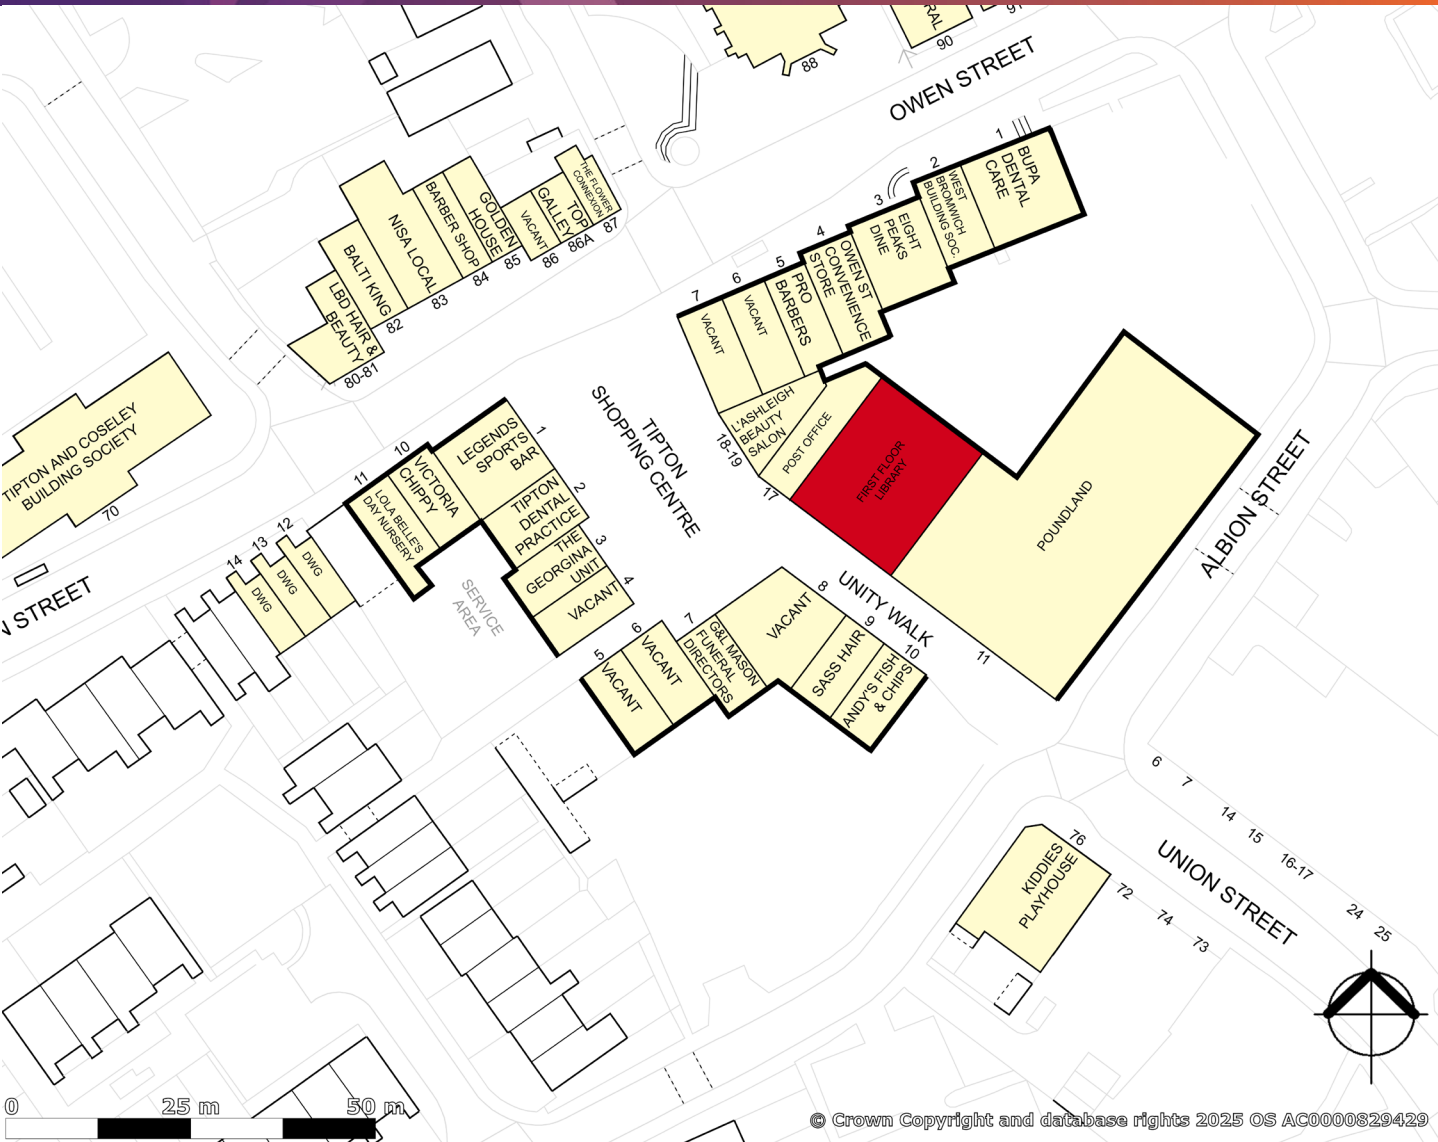 RAL
90
91
88
OWEN STREET
1
BUPA
DENTAL
CARE
2
WEST
BROMWICH
BUILDING SOC.
3
EIGHT
PEAKS
DINE
4
OWEN ST
CONVENIENCE
STORE
5
PRO
BARBERS
6
VACANT
7
VACANT
THE FLOWER
CONNEXION
87
TOP
GALLEY
86A
VACANT
86
GOLDEN
HOUSE
85
BARBER SHOP
84
NISA LOCAL
83
BALTI KING
82
LBD HAIR &
BEAUTY
80-81
TIPTON AND COSELEY
BUILDING SOCIETY
70
N STREET
TIPTON
SHOPPING CENTRE
L'ASHLEIGH
BEAUTY
SALON
18-19
POST OFFICE
17
FIRST FLOOR
LIBRARY
POUNDLAND
11
ALBION STREET
UNITY WALK
1
LEGENDS
SPORTS
BAR
10
VICTORIA
CHIPPY
11
LOLA BELLE'S
DAY NURSERY
2
TIPTON
DENTAL
PRACTICE
3
THE
GEORGINA
UNIT
4
VACANT
12
DWG
13
DWG
14
DWG
SERVICE
AREA
5
VACANT
6
VACANT
7
G&L MASON
FUNERAL
DIRECTORS
8
VACANT
9
SASS HAIR
10
ANDY'S FISH
& CHIPS
6
7
14
15
16-17
24
25
UNION STREET
76
KIDDIES
PLAYHOUSE
72
74
73
0 25 m 50 m
© Crown Copyright and database rights 2025 OS AC0000829429